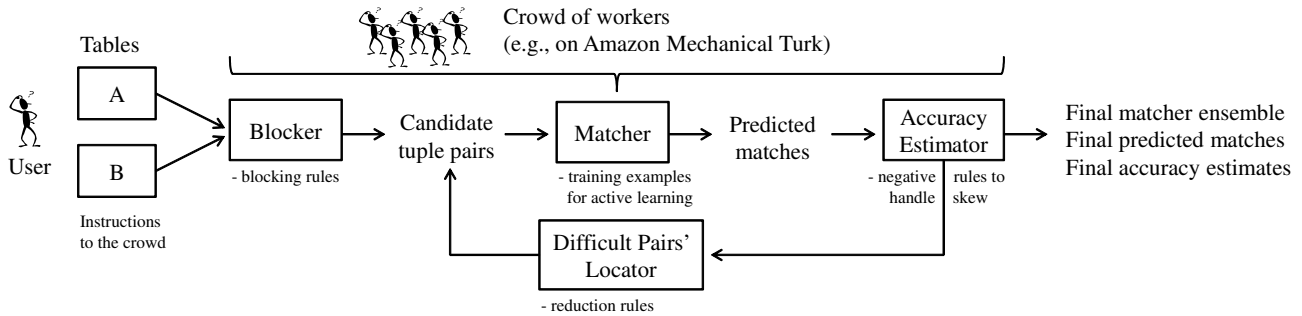 Crowd of workers
(e.g., on Amazon Mechanical Turk)
Tables
A
B
User
Instructions
to the crowd
Blocker
- blocking rules
Candidate
tuple pairs
Matcher
- training examples
for active learning
Predicted
matches
Accuracy
Estimator
- negative rules to
handle skew
Final matcher ensemble
Final predicted matches
Final accuracy estimates
Difficult Pairs’
Locator
- reduction rules